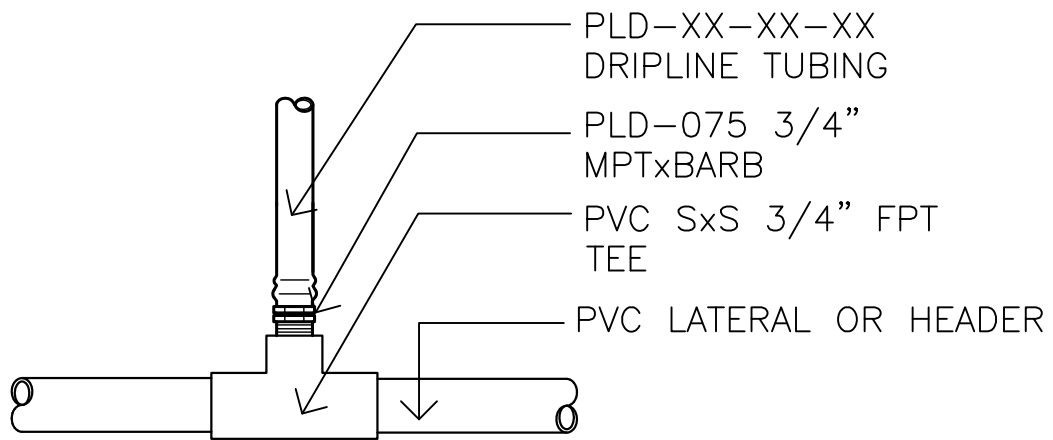 PLD-XX-XX-XX
DRIPLINE TUBING
PLD-075 3/4”
MPTxBARB
PVC SxS 3/4” FPT
TEE
PVC LATERAL OR HEADER